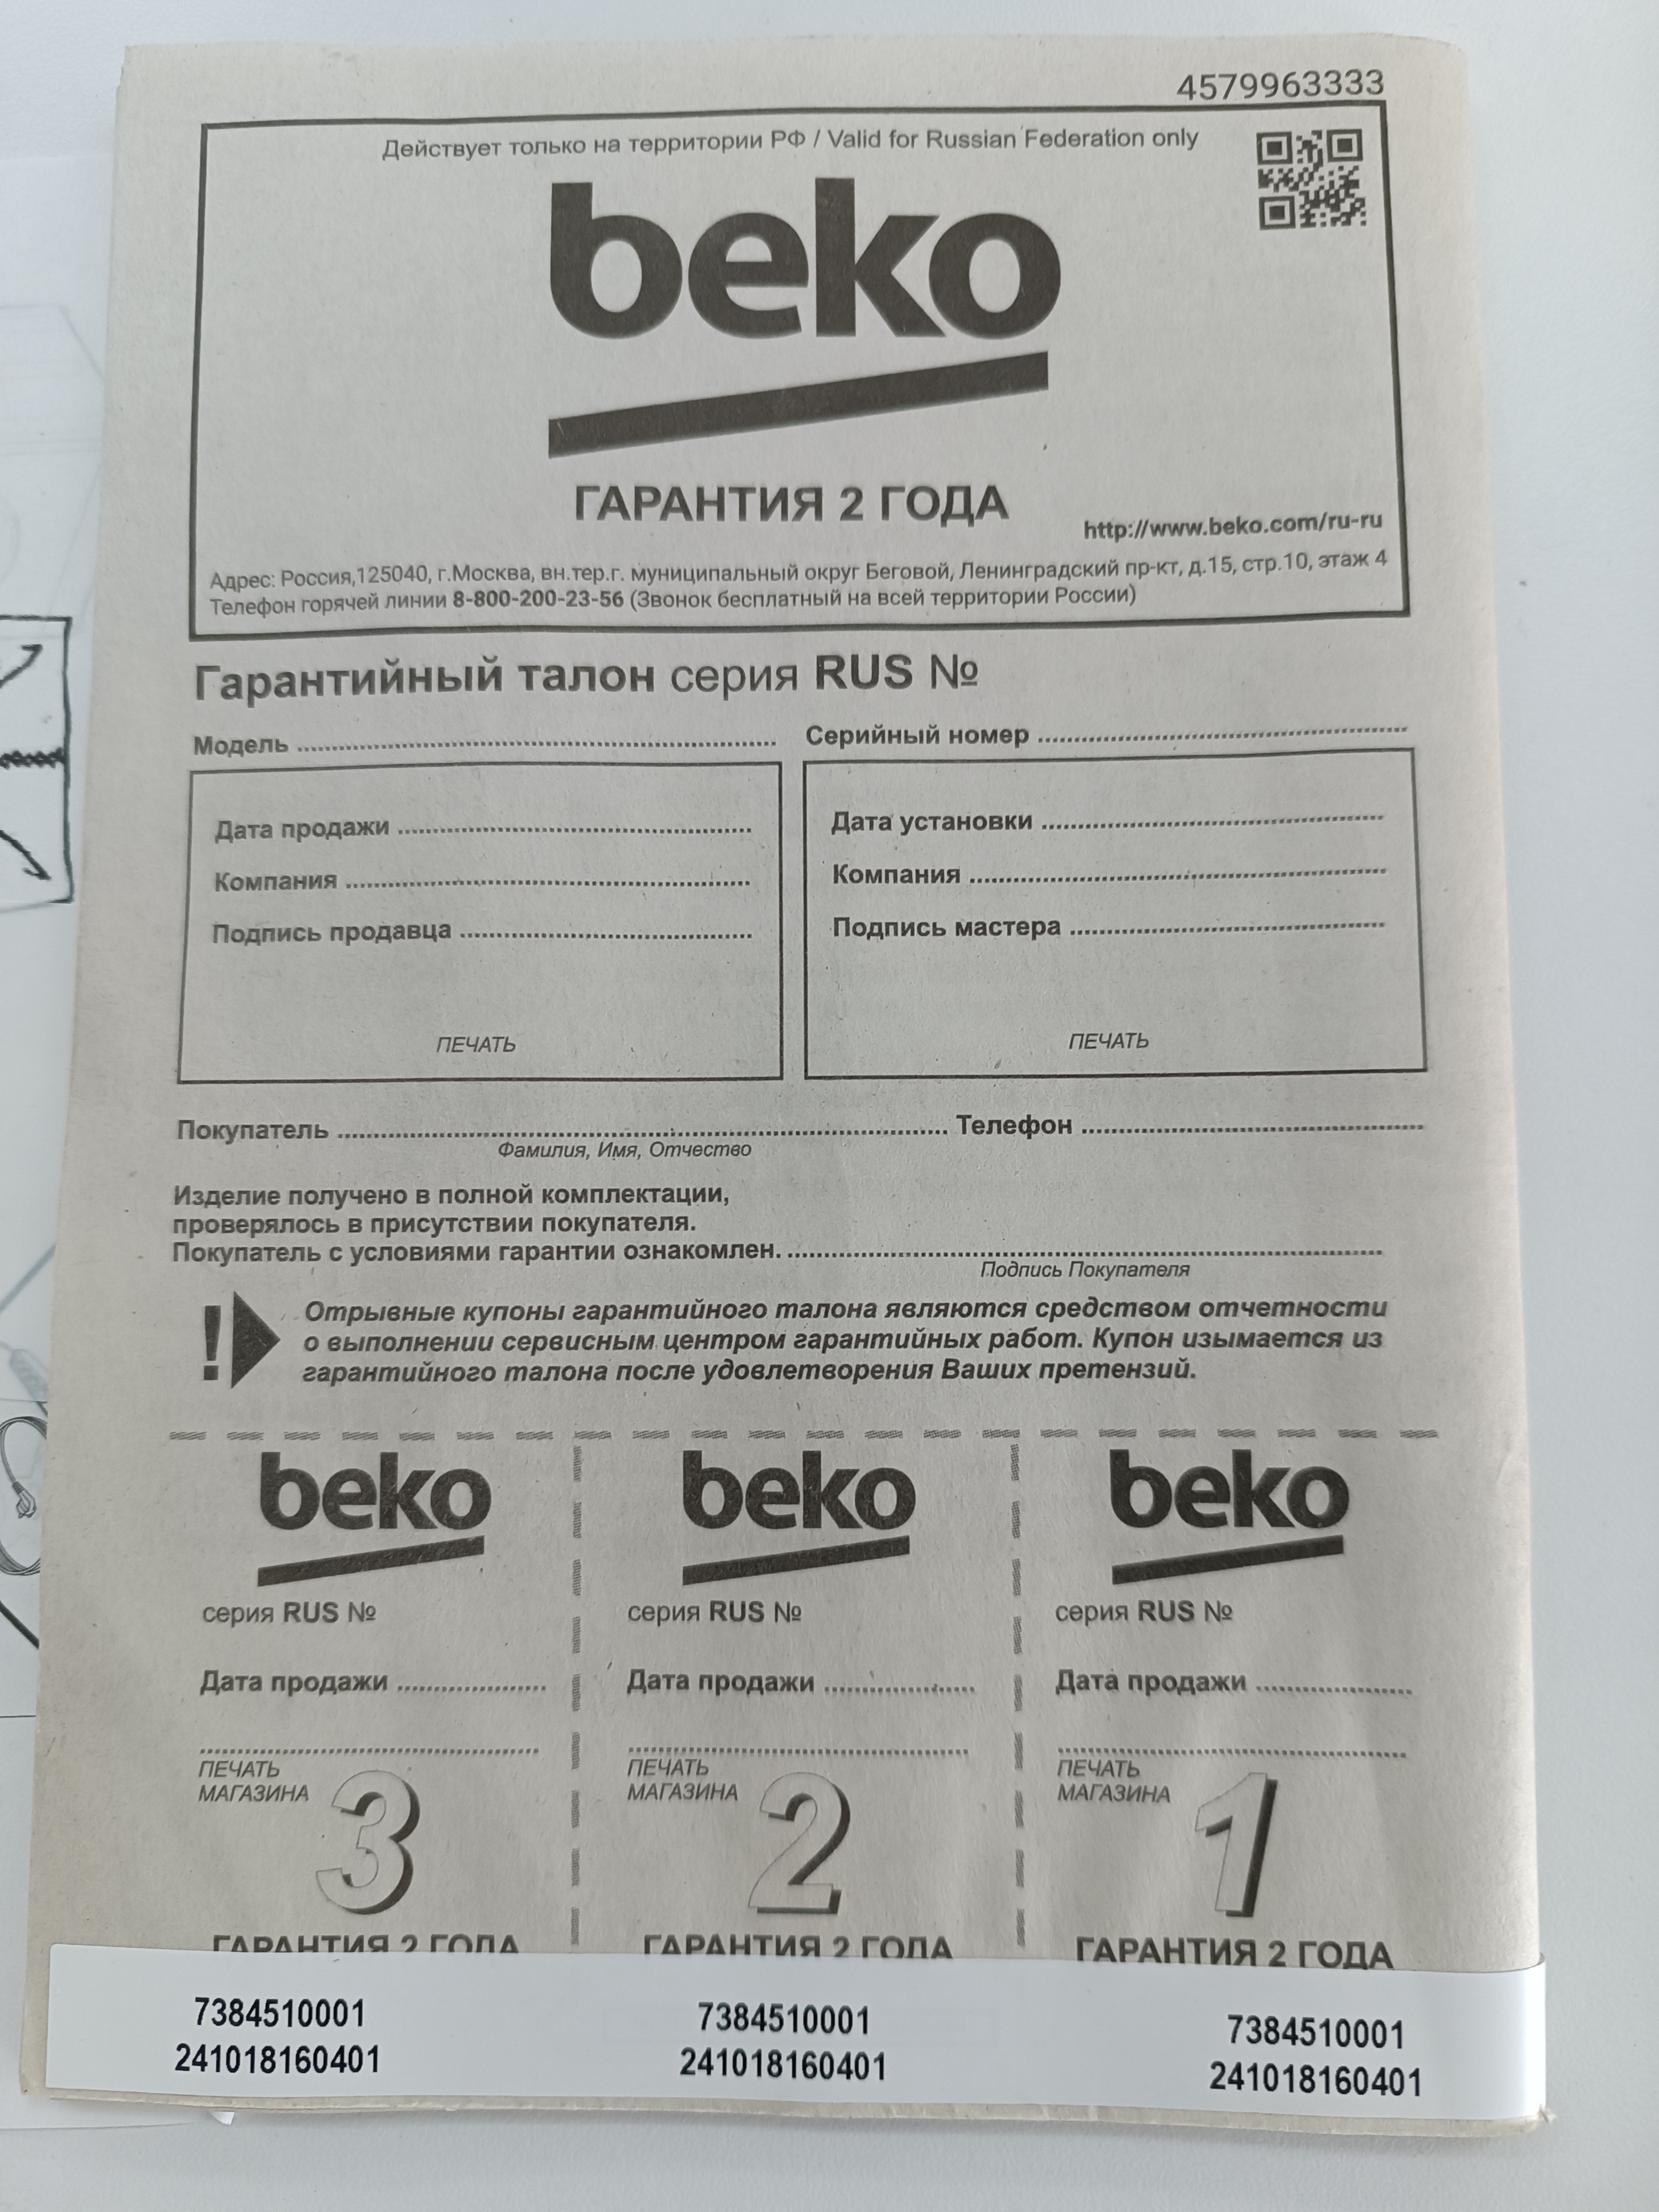 4579963333
Действует только на территории РФ / Valid for Russian Federation only
beko
ГАРАНТИЯ 2 ГОДА
http://www.beko.com/ru-ru
Адрес: Россия,125040, г.Москва, вн.тер.г. муниципальный округ Беговой, Ленинградский пр-кт, д.15, стр.10, этаж 4
Телефон горячей линии 8-800-200-23-56 (Звонок бесплатный на всей территории России)
Гарантийный талон серия RUS №
Модель ........ Серийный номер ........
Дата продажи ........
Компания ........
Подпись продавца ........
ПЕЧАТЬ
Дата установки ........
Компания ........
Подпись мастера ........
ПЕЧАТЬ
Покупатель ........ Телефон ........
Фамилия, Имя, Отчество
Изделие получено в полной комплектации,
проверялось в присутствии покупателя.
Покупатель с условиями гарантии ознакомлен. ........
Подпись Покупателя
! Отрывные купоны гарантийного талона являются средством отчетности
о выполнении сервисным центром гарантийных работ. Купон изымается из
гарантийного талона после удовлетворения Ваших претензий.
beko
серия RUS №
Дата продажи ........
ПЕЧАТЬ
МАГАЗИНА
3
ГАРАНТИЯ 2 ГОДА
7384510001
241018160401
beko
серия RUS №
Дата продажи ........
ПЕЧАТЬ
МАГАЗИНА
2
ГАРАНТИЯ 2 ГОДА
7384510001
241018160401
beko
серия RUS №
Дата продажи ........
ПЕЧАТЬ
МАГАЗИНА
1
ГАРАНТИЯ 2 ГОДА
7384510001
241018160401